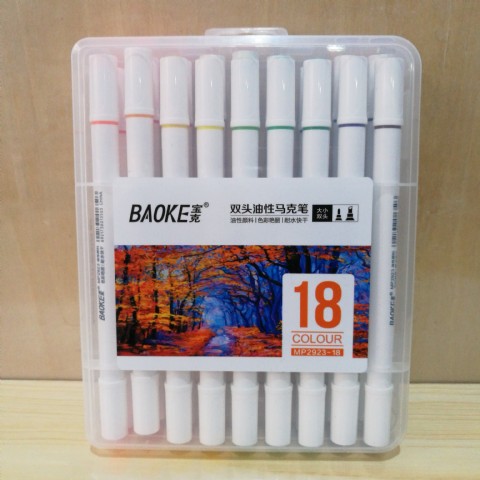 BAOKE宝克
双头油性马克笔
大小
双头
油性颜料 | 色彩艳丽 | 耐水快干
18
COLOUR
MP2923-18
BAOKE